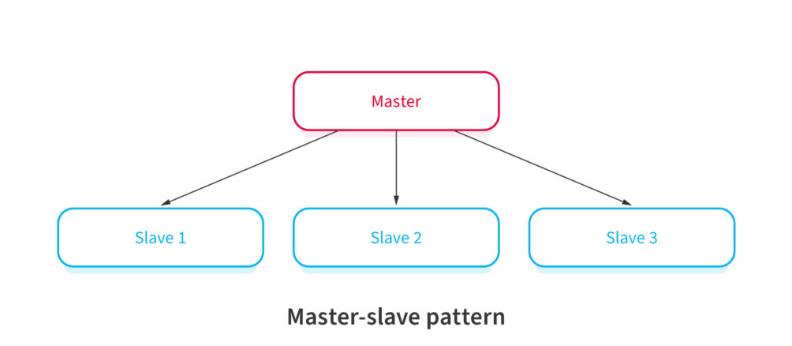 Master
Slave 1
Slave 2
Slave 3
Master-slave pattern